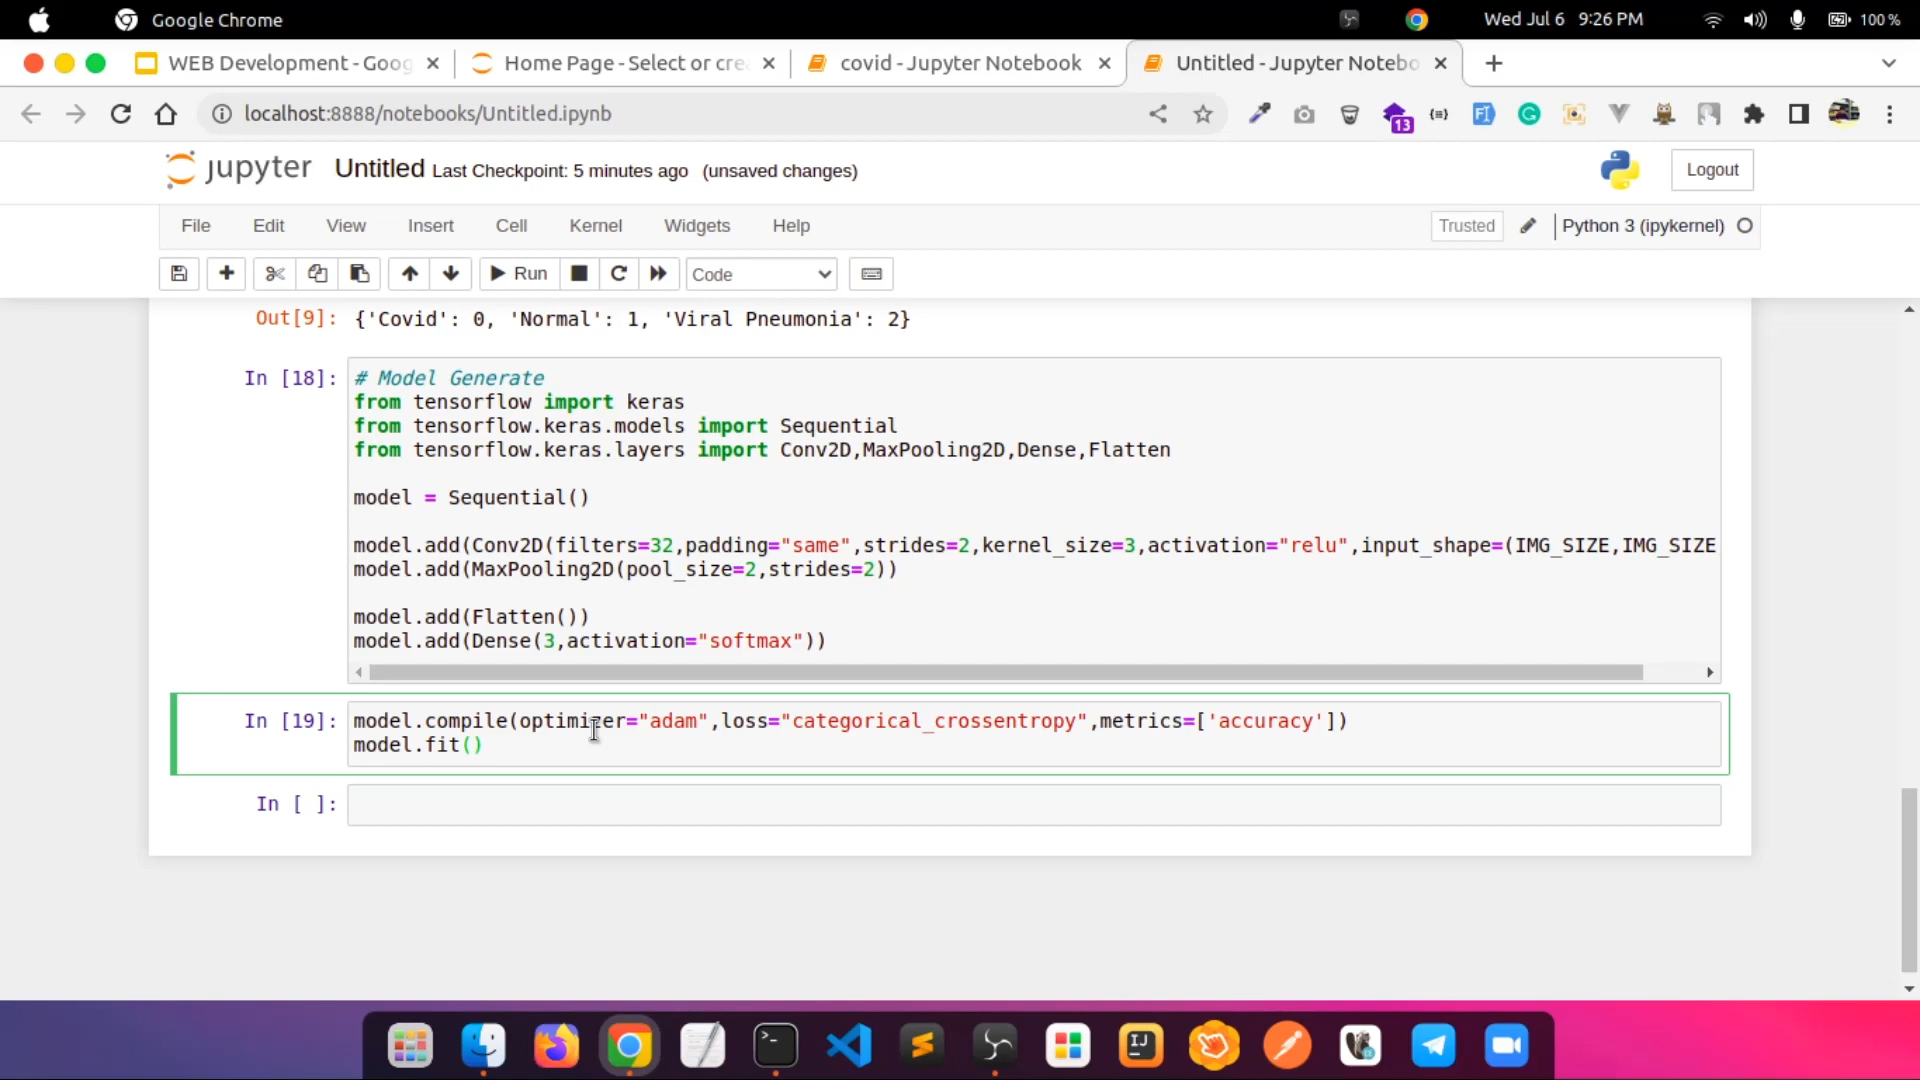 Google Chrome
Wed Jul 6 9:26 PM
100 %
WEB Development - Goog
Home Page - Select or cre
covid - Jupyter Notebook
Untitled - Jupyter Notebo
localhost:8888/notebooks/Untitled.ipynb
13
jupyter
Untitled Last Checkpoint: 5 minutes ago (unsaved changes)
Logout
File Edit View Insert Cell Kernel Widgets Help
Trusted
Python 3 (ipykernel)
Run
Code
Out[9]: {'Covid': 0, 'Normal': 1, 'Viral Pneumonia': 2}
In [18]: # Model Generate
from tensorflow import keras
from tensorflow.keras.models import Sequential
from tensorflow.keras.layers import Conv2D,MaxPooling2D,Dense,Flatten
model = Sequential()
model.add(Conv2D(filters=32,padding="same",strides=2,kernel_size=3,activation="relu",input_shape=(IMG_SIZE,IMG_SIZE
model.add(MaxPooling2D(pool_size=2,strides=2))
model.add(Flatten())
model.add(Dense(3,activation="softmax"))
In [19]: model.compile(optimizer="adam",loss="categorical_crossentropy",metrics=['accuracy'])
model.fit()
In [ ]:
IJ